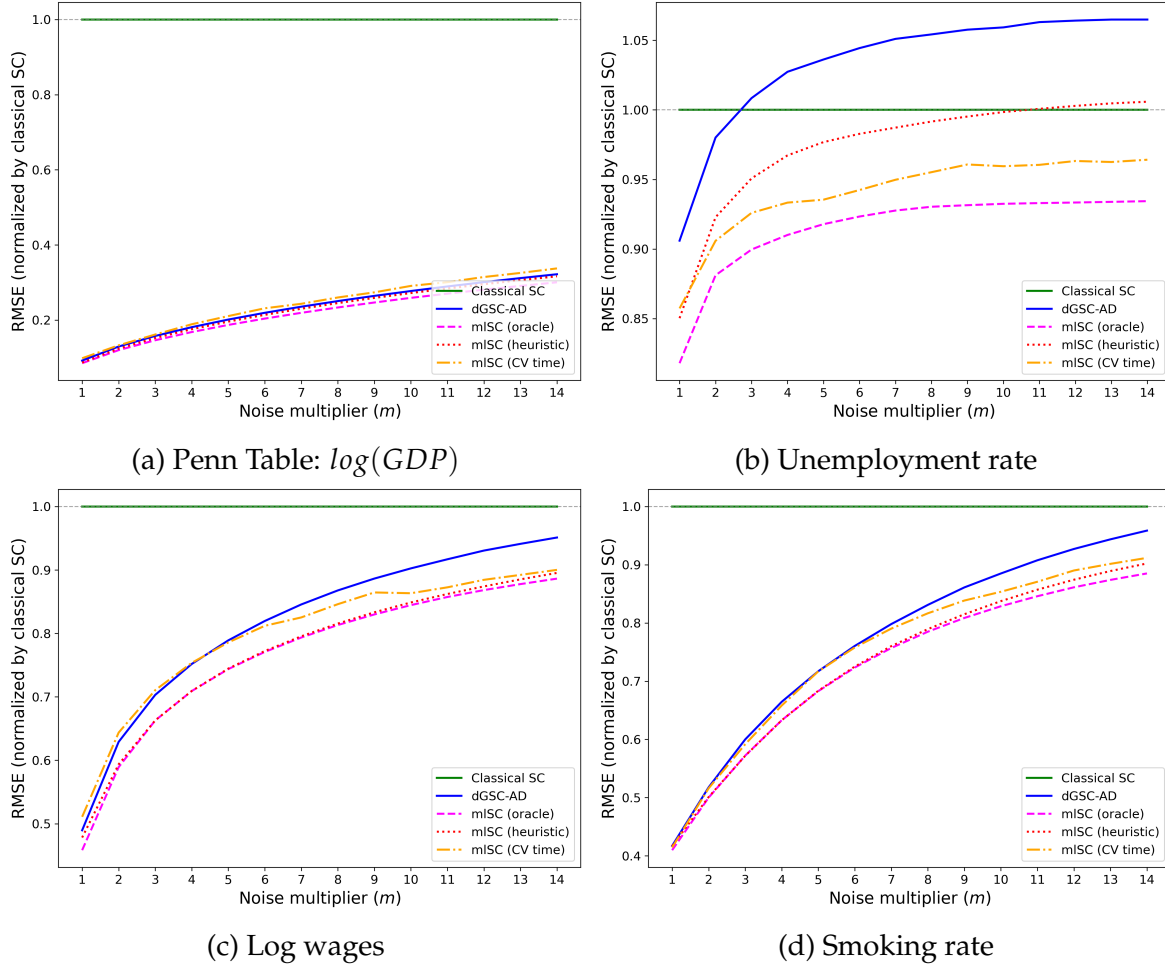 1.0
0.8
0.6
0.4
0.2
RMSE (normalized by classical SC)
Classical SC
dGSC-AD
mlSC (oracle)
mlSC (heuristic)
mlSC (CV time)
1 2 3 4 5 6 7 8 9 10 11 12 13 14
Noise multiplier (m)
(a) Penn Table: log(GDP)
1.05
1.00
0.95
0.90
0.85
RMSE (normalized by classical SC)
Classical SC
dGSC-AD
mlSC (oracle)
mlSC (heuristic)
mlSC (CV time)
1 2 3 4 5 6 7 8 9 10 11 12 13 14
Noise multiplier (m)
(b) Unemployment rate
1.0
0.9
0.8
0.7
0.6
0.5
RMSE (normalized by classical SC)
Classical SC
dGSC-AD
mlSC (oracle)
mlSC (heuristic)
mlSC (CV time)
1 2 3 4 5 6 7 8 9 10 11 12 13 14
Noise multiplier (m)
(c) Log wages
1.0
0.9
0.8
0.7
0.6
0.5
0.4
RMSE (normalized by classical SC)
Classical SC
dGSC-AD
mlSC (oracle)
mlSC (heuristic)
mlSC (CV time)
1 2 3 4 5 6 7 8 9 10 11 12 13 14
Noise multiplier (m)
(d) Smoking rate